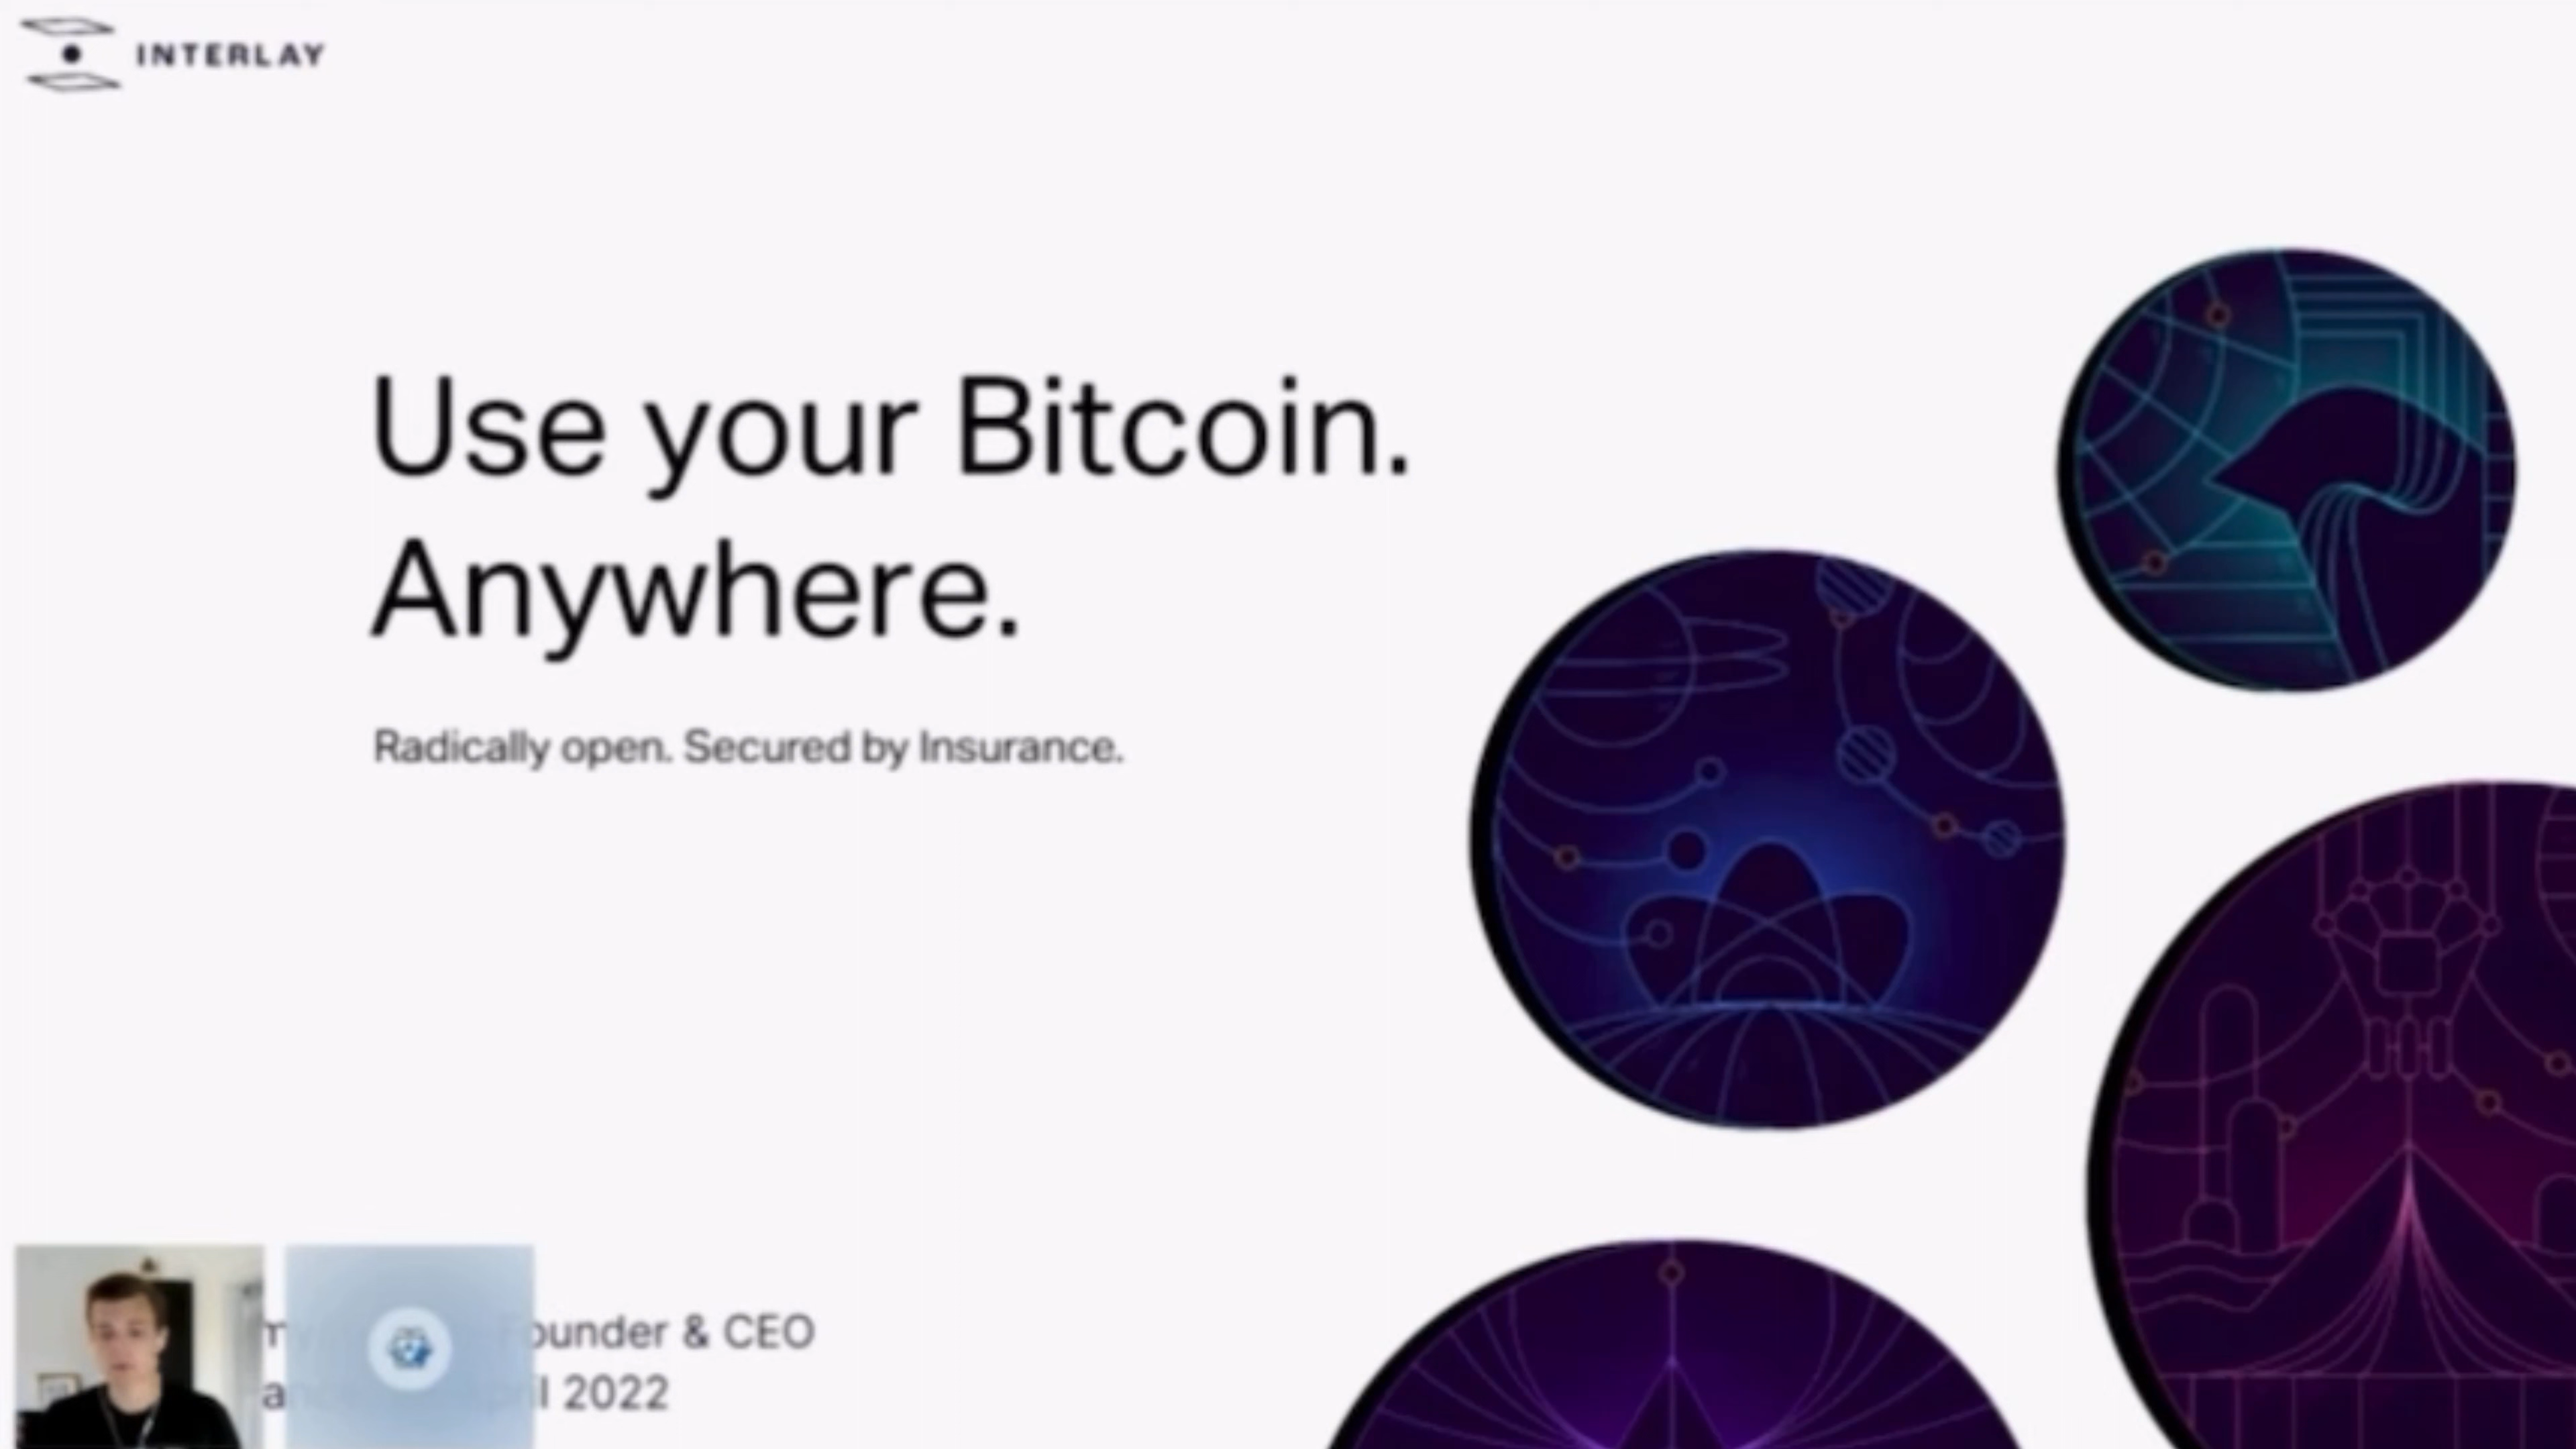 INTERLAY
Use your Bitcoin.
Anywhere.
Radically open. Secured by Insurance.
ounder & CEO
2022